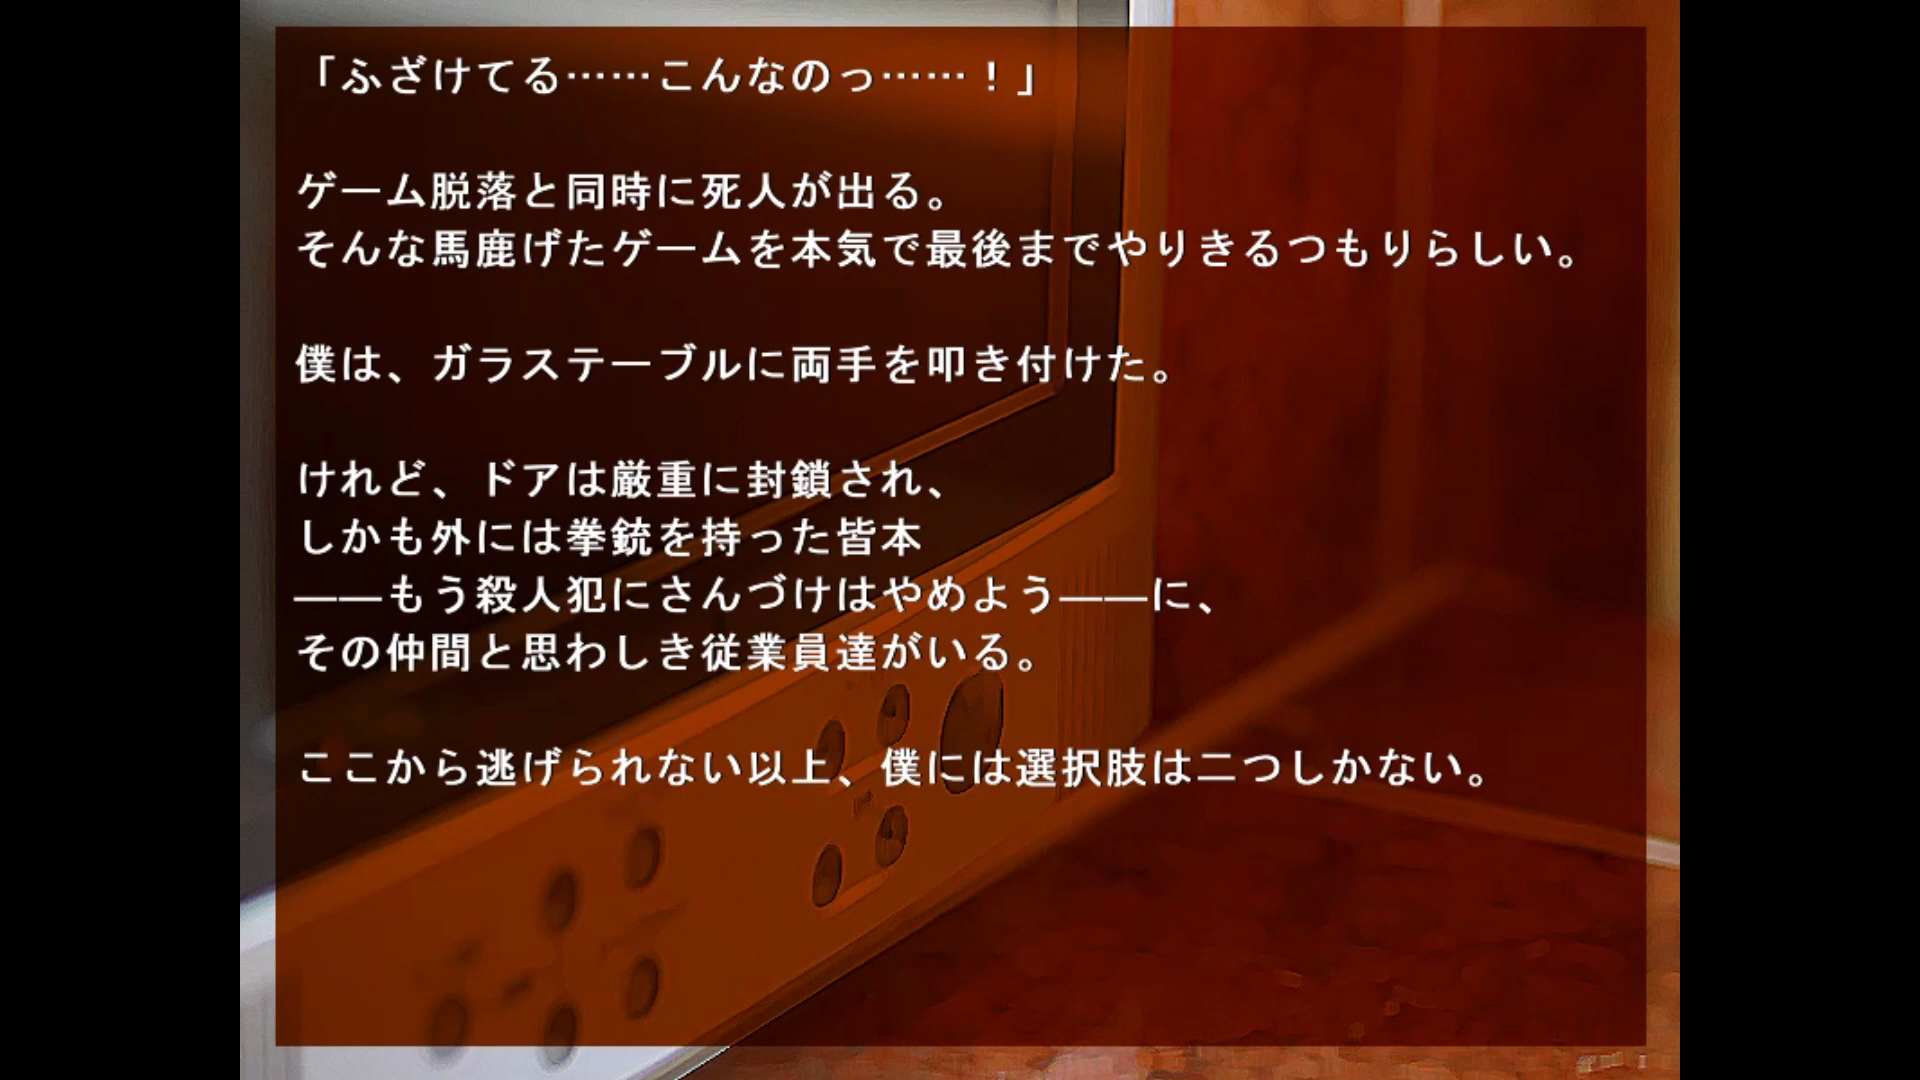 「ふざけてる……こんなのっ……！」
ゲーム脱落と同時に死人が出る。
そんな馬鹿げたゲームを本気で最後までやりきるつもりらしい。
僕は、ガラステーブルに両手を叩き付けた。
けれど、ドアは厳重に封鎖され、
しかも外には拳銃を持った皆本
――もう殺人犯にさんづけはやめよう――に、
その仲間と思わしき従業員達がいる。
ここから逃げられない以上、僕には選択肢は二つしかない。